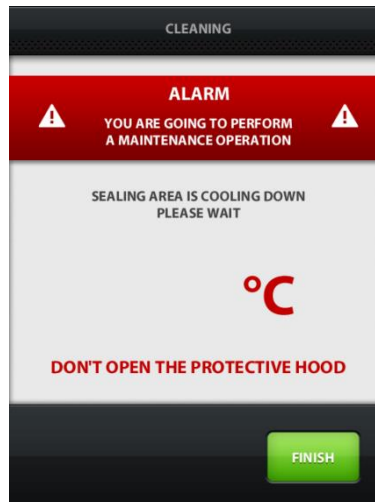 CLEANING
ALARM
YOU ARE GOING TO PERFORM
A MAINTENANCE OPERATION
SEALING AREA IS COOLING DOWN
PLEASE WAIT
°C
DON'T OPEN THE PROTECTIVE HOOD
FINISH